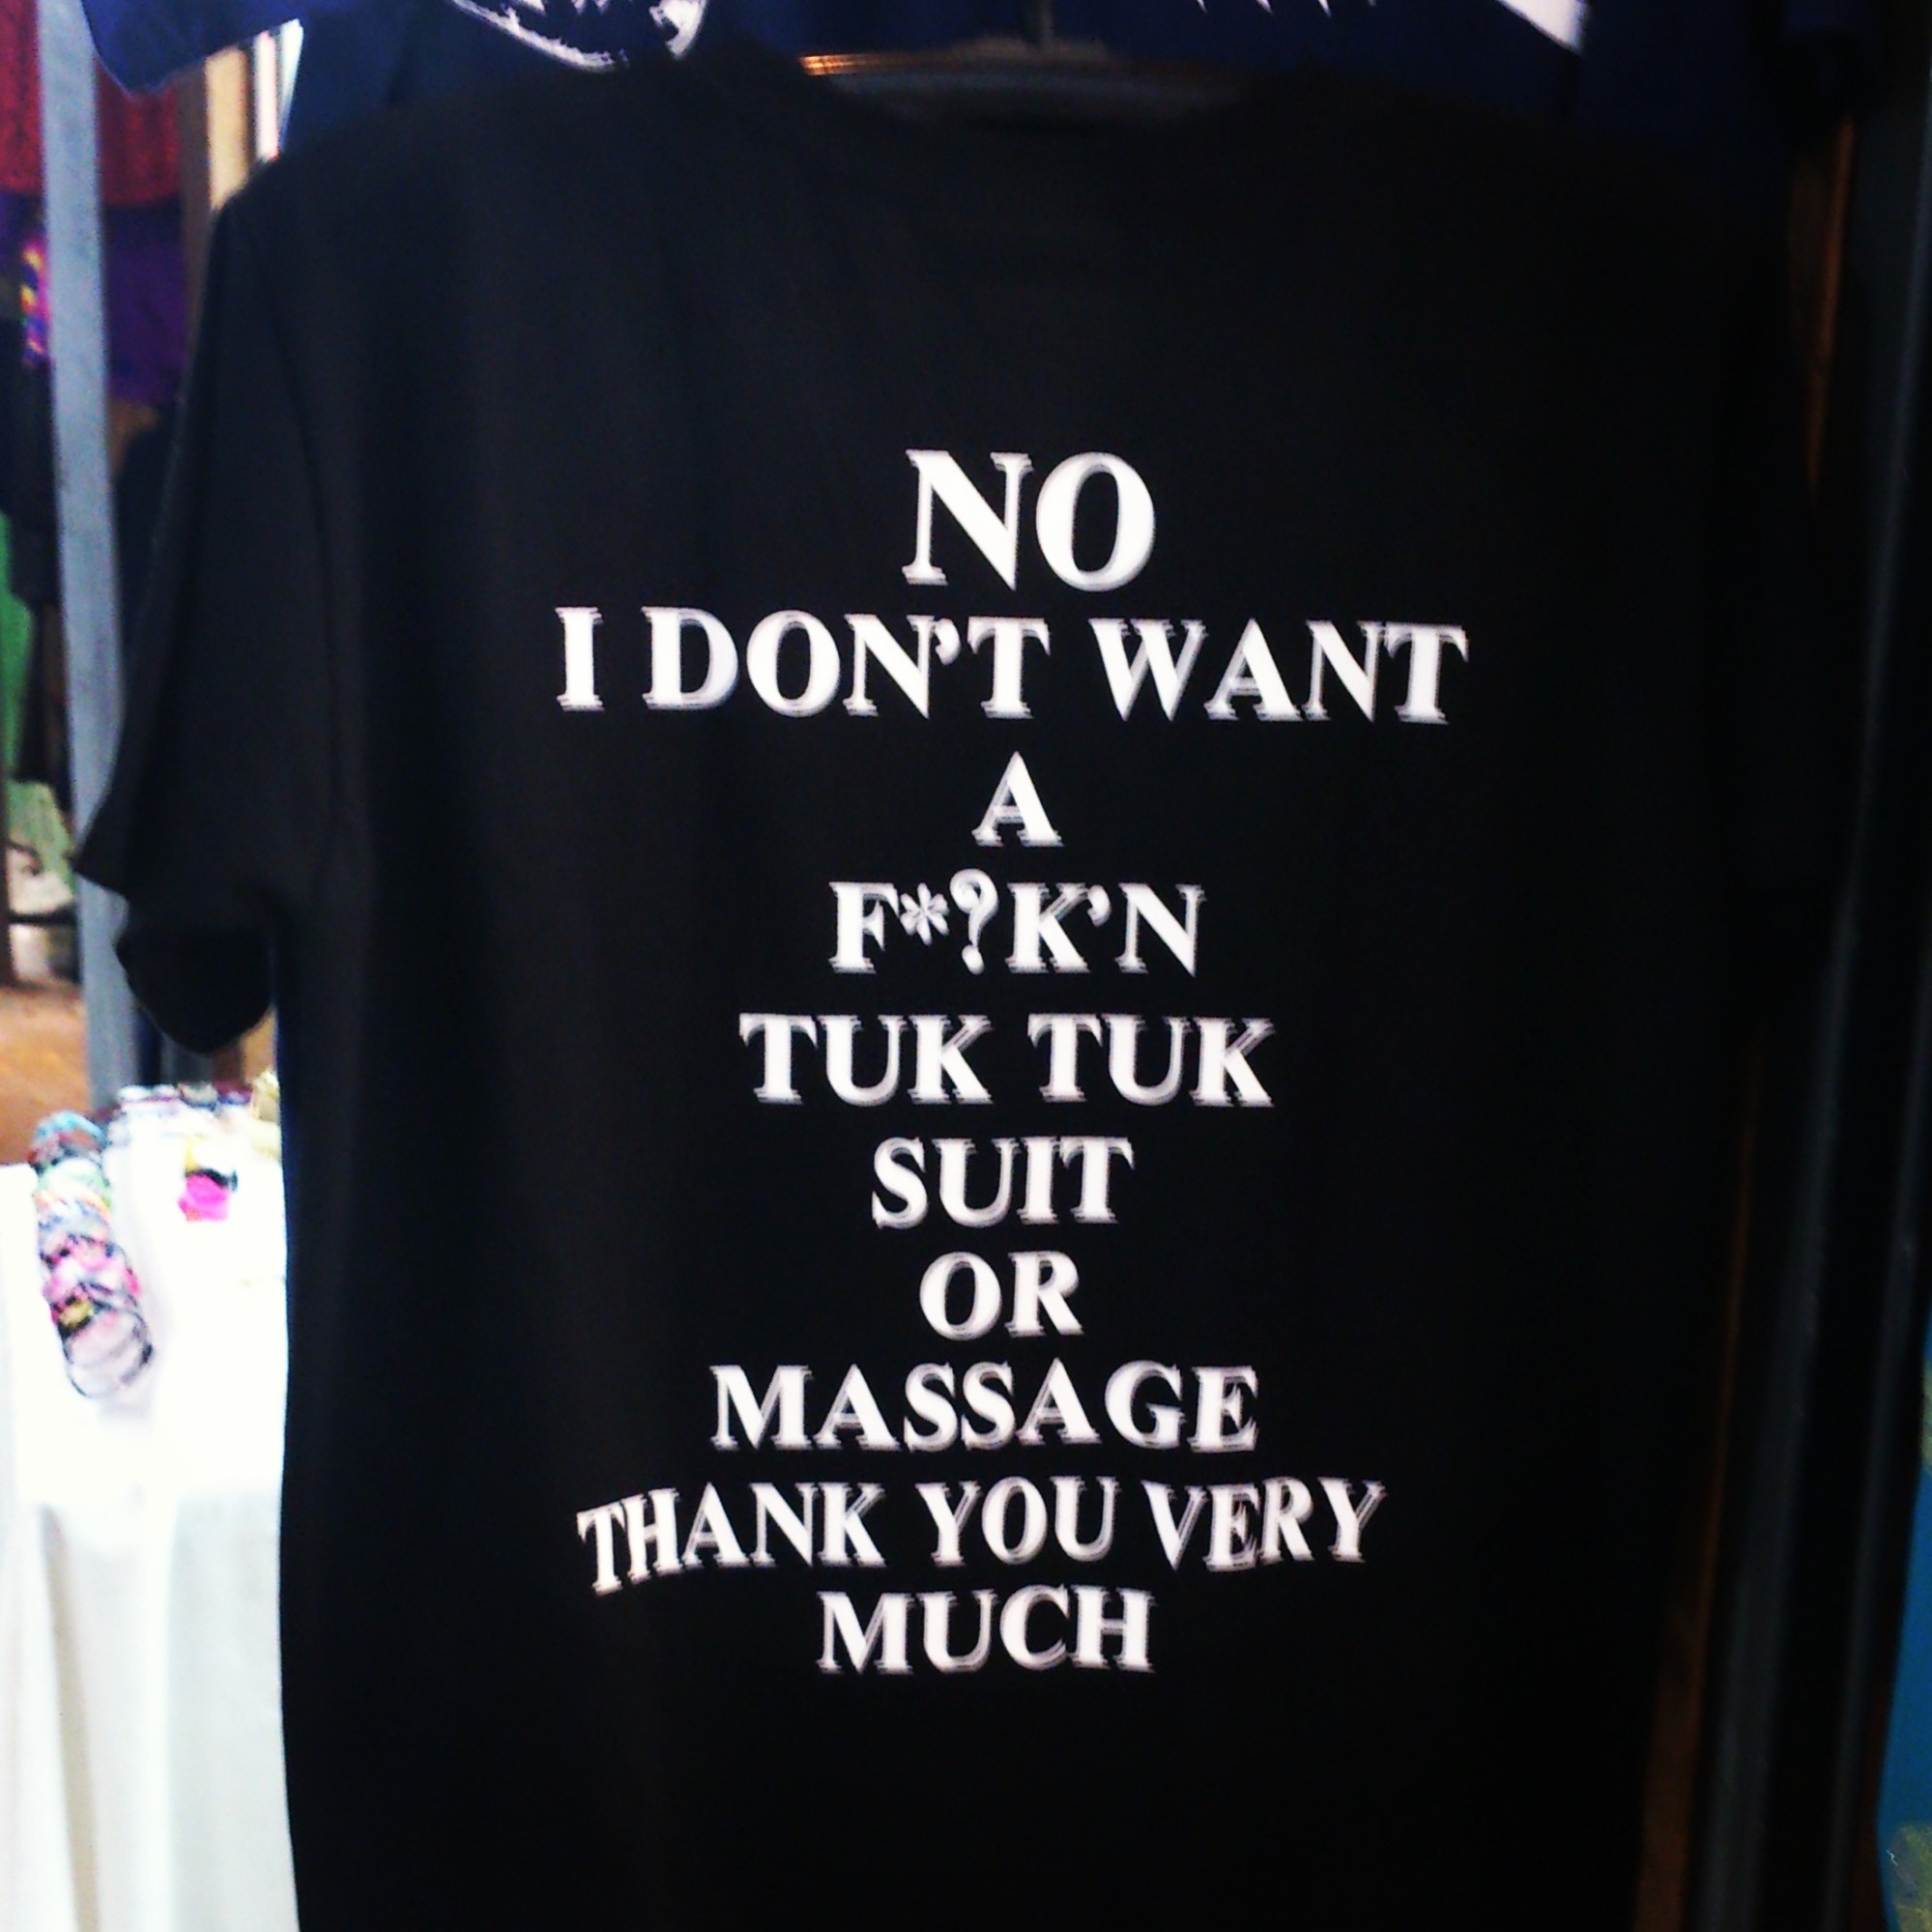 NO
I DON'T WANT
A
F*?K'N
TUK TUK
SUIT
OR
MASSAGE
THANK YOU VERY
MUCH